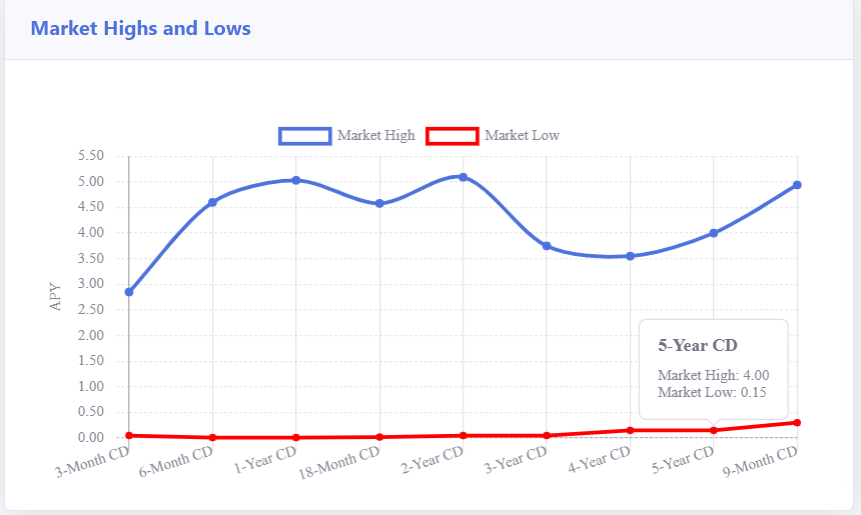 Market Highs and Lows
Market High Market Low
5.50
5.00
4.50
4.00
3.50
3.00
2.50
2.00
1.50
1.00
0.50
0.00
APY
5-Year CD
Market High: 4.00
Market Low: 0.15
3-Month CD 6-Month CD 1-Year CD 18-Month CD 2-Year CD 3-Year CD 4-Year CD 5-Year CD 9-Month CD